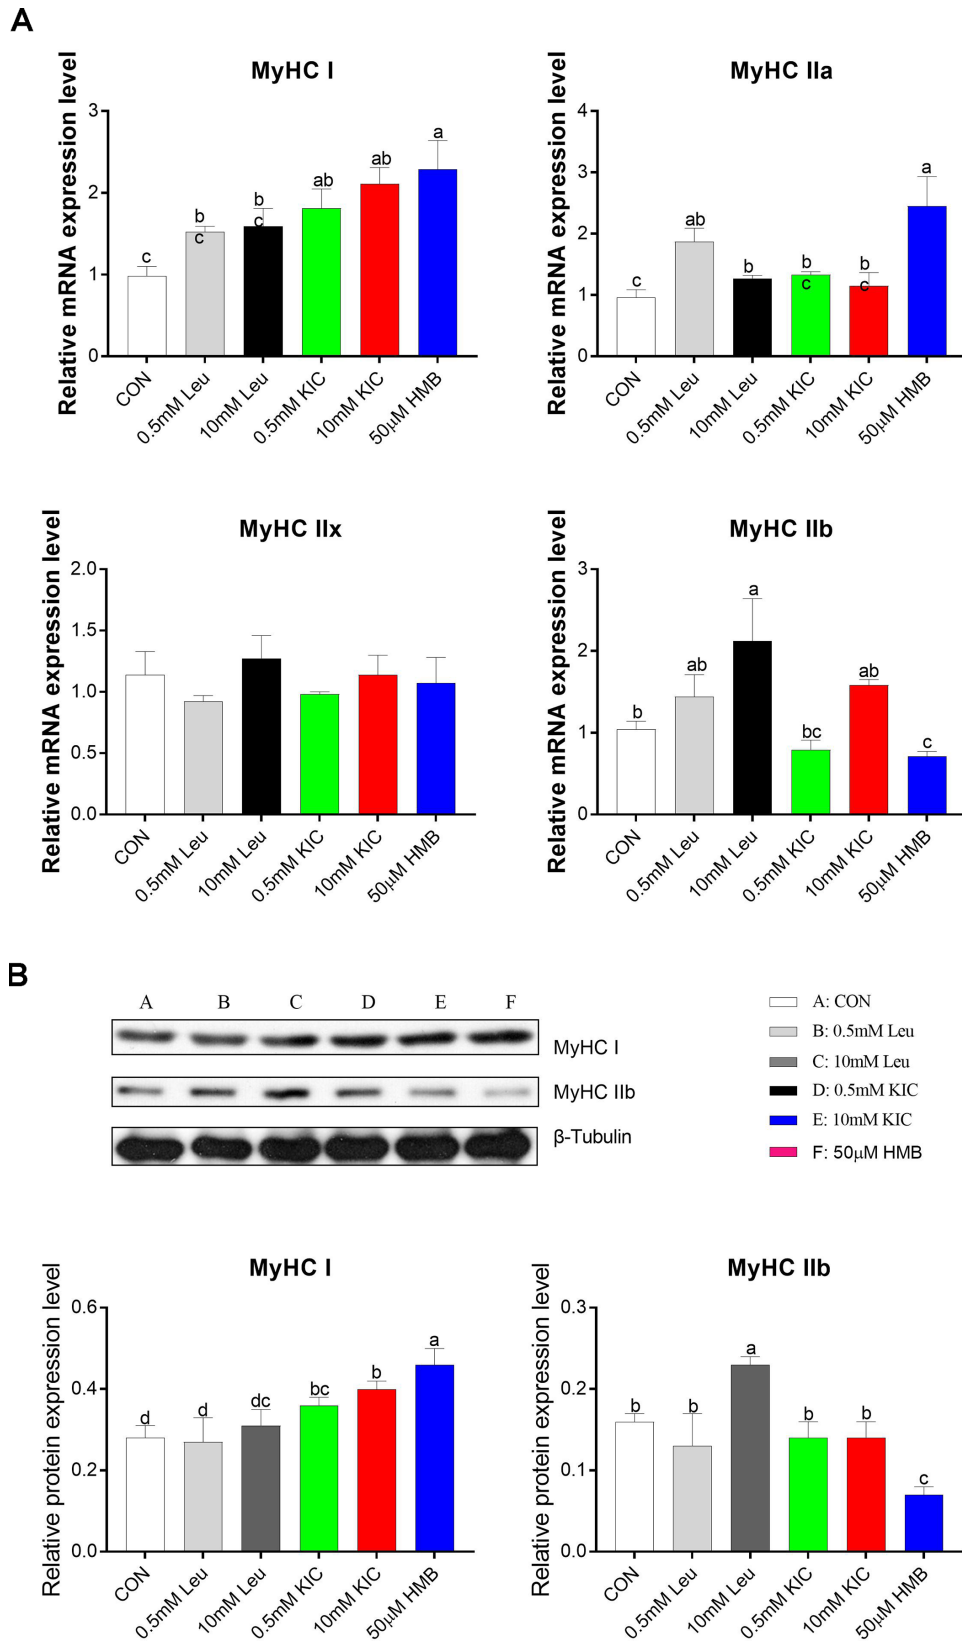 A
MyHC I
Relative mRNA expression level
3
2
1
0
c
b
c
b
c
ab
ab
a
CON
0.5mM Leu
10mM Leu
0.5mM KIC
10mM KIC
50μM HMB
MyHC IIa
Relative mRNA expression level
4
3
2
1
0
c
ab
b
b
c
b
c
a
CON
0.5mM Leu
10mM Leu
0.5mM KIC
10mM KIC
50μM HMB
MyHC IIx
Relative mRNA expression level
2.0
1.5
1.0
0.5
0.0
CON
0.5mM Leu
10mM Leu
0.5mM KIC
10mM KIC
50μM HMB
MyHC IIb
Relative mRNA expression level
3
2
1
0
b
ab
a
bc
ab
c
CON
0.5mM Leu
10mM Leu
0.5mM KIC
10mM KIC
50μM HMB
B
A B C D E F
MyHC I
MyHC IIb
β-Tubulin
A: CON
B: 0.5mM Leu
C: 10mM Leu
D: 0.5mM KIC
E: 10mM KIC
F: 50μM HMB
MyHC I
Relative protein expression level
0.6
0.4
0.2
0.0
d
d
dc
bc
b
a
CON
0.5mM Leu
10mM Leu
0.5mM KIC
10mM KIC
50μM HMB
MyHC IIb
Relative protein expression level
0.3
0.2
0.1
0.0
b
b
a
b
b
c
CON
0.5mM Leu
10mM Leu
0.5mM KIC
10mM KIC
50μM HMB